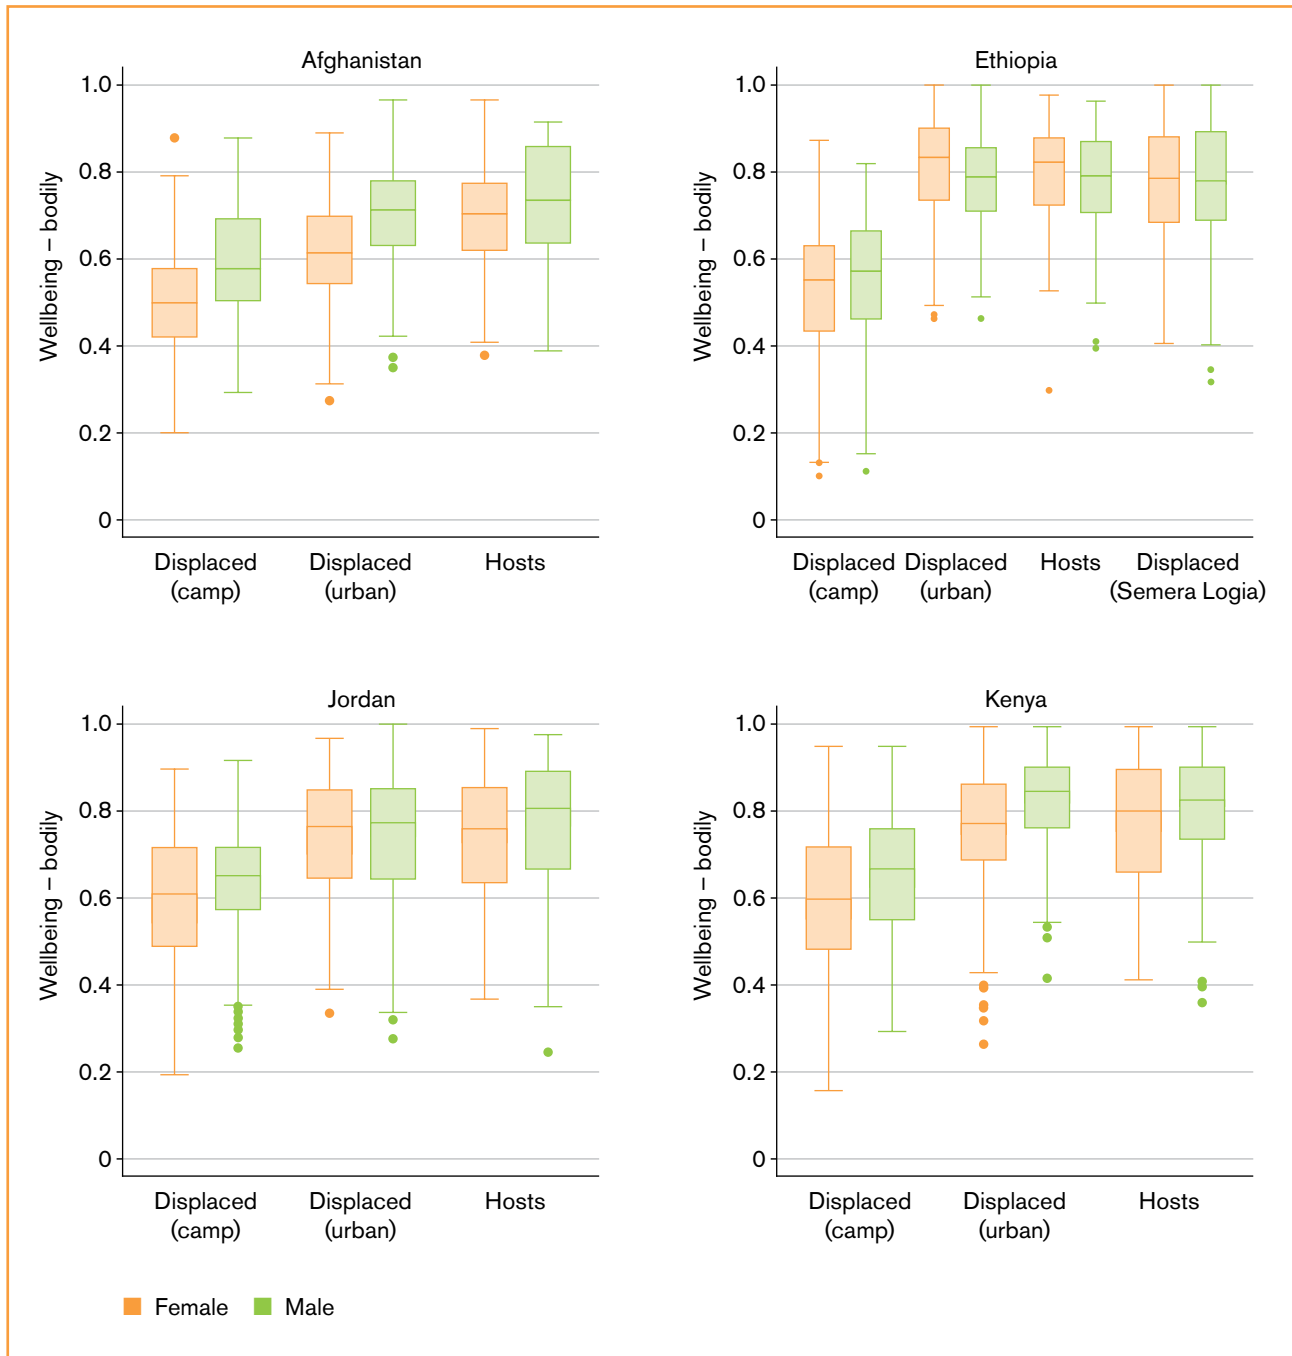 Afghanistan
Wellbeing – bodily
1.0
0.8
0.6
0.4
0.2
0
Displaced
(camp)
Displaced
(urban)
Hosts
Ethiopia
Wellbeing – bodily
1.0
0.8
0.6
0.4
0.2
0
Displaced
(camp)
Displaced
(urban)
Hosts
Displaced
(Semera Logia)
Jordan
Wellbeing – bodily
1.0
0.8
0.6
0.4
0.2
0
Displaced
(camp)
Displaced
(urban)
Hosts
Kenya
Wellbeing – bodily
1.0
0.8
0.6
0.4
0.2
0
Displaced
(camp)
Displaced
(urban)
Hosts
Female
Male